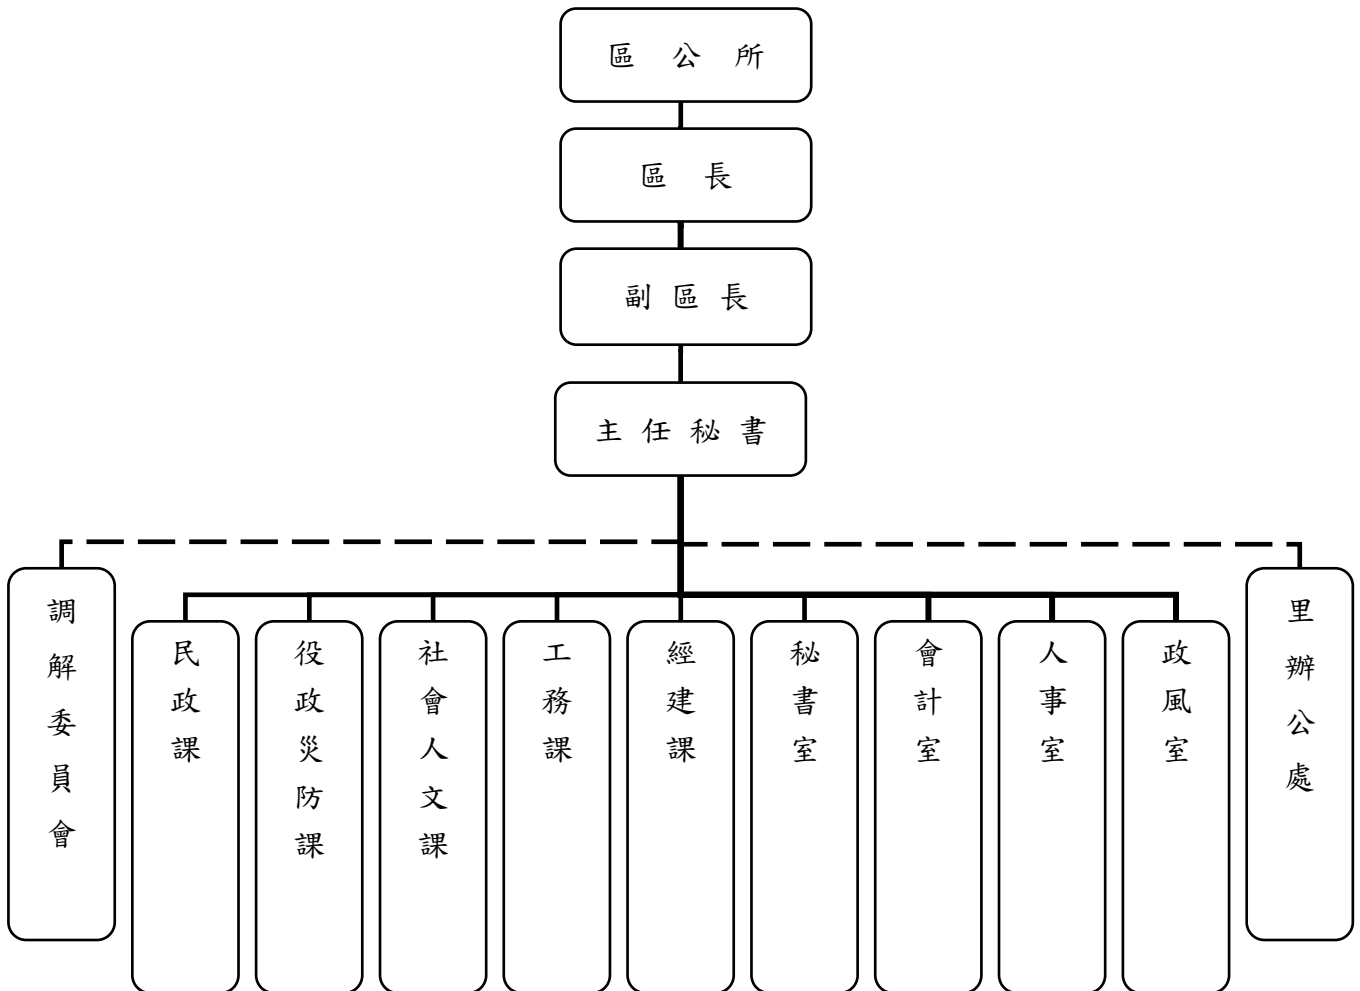 區公所
區長
副區長
主任秘書
調解委員會
民政課
役政災防課
社會人文課
工務課
經建課
秘書室
會計室
人事室
政風室
里辦公處